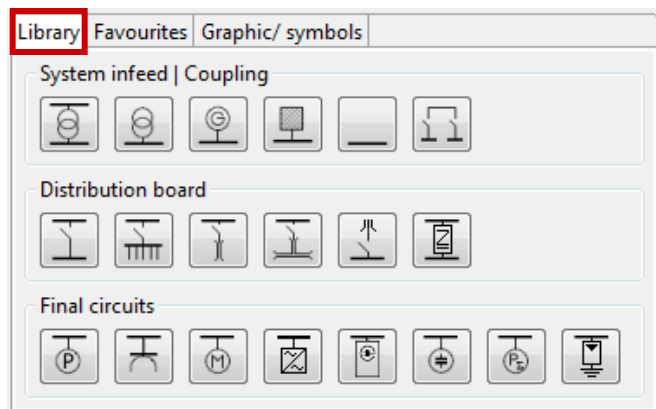 Library Favourites Graphic/ symbols
System infeed | Coupling
G
Distribution board
Z
Final circuits
P M P